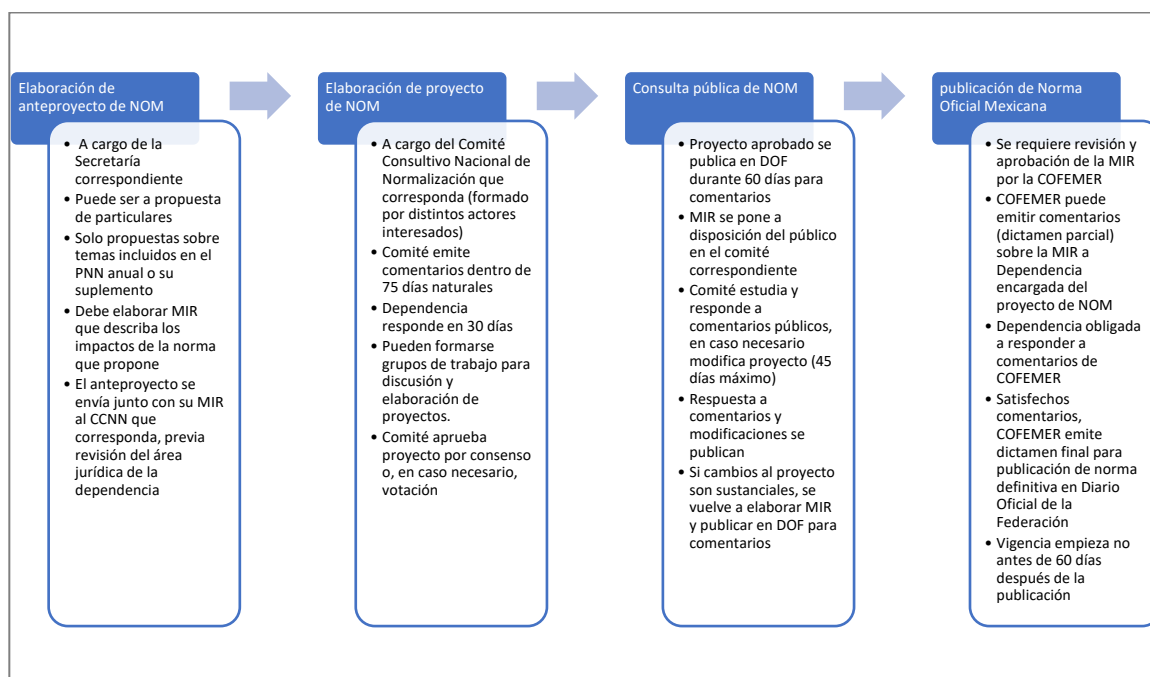 Elaboración de
anteproyecto de NOM
• A cargo de la
Secretaría
correspondiente
• Puede ser a propuesta
de particulares
• Solo propuestas sobre
temas incluidos en el
PNN anual o su
suplemento
• Debe elaborar MIR
que describa los
impactos de la norma
que propone
• El anteproyecto se
envía junto con su MIR
al CCNN que
corresponda, previa
revisión del área
jurídica de la
dependencia
Elaboración de proyecto
de NOM
• A cargo del Comité
Consultivo Nacional de
Normalización que
corresponda (formado
por distintos actores
interesados)
• Comité emite
comentarios dentro de
75 días naturales
• Dependencia
responde en 30 días
• Pueden formarse
grupos de trabajo para
discusión y
elaboración de
proyectos.
• Comité aprueba
proyecto por consenso
o, en caso necesario,
votación
Consulta pública de NOM
• Proyecto aprobado se
publica en DOF
durante 60 días para
comentarios
• MIR se pone a
disposición del público
en el comité
correspondiente
• Comité estudia y
responde a
comentarios públicos,
en caso necesario
modifica proyecto (45
días máximo)
• Respuesta a
comentarios y
modificaciones se
publican
• Si cambios al proyecto
son sustanciales, se
vuelve a elaborar MIR
y publicar en DOF para
comentarios
publicación de Norma
Oficial Mexicana
• Se requiere revisión y
aprobación de la MIR
por la COFEMER
• COFEMER puede
emitir comentarios
(dictamen parcial)
sobre la MIR a
Dependencia
encargada del
proyecto de NOM
• Dependencia obligada
a responder a
comentarios de
COFEMER
• Satisfechos
comentarios,
COFEMER emite
dictamen final para
publicación de norma
definitiva en Diario
Oficial de la
Federación
• Vigencia empieza no
antes de 60 días
después de la
publicación